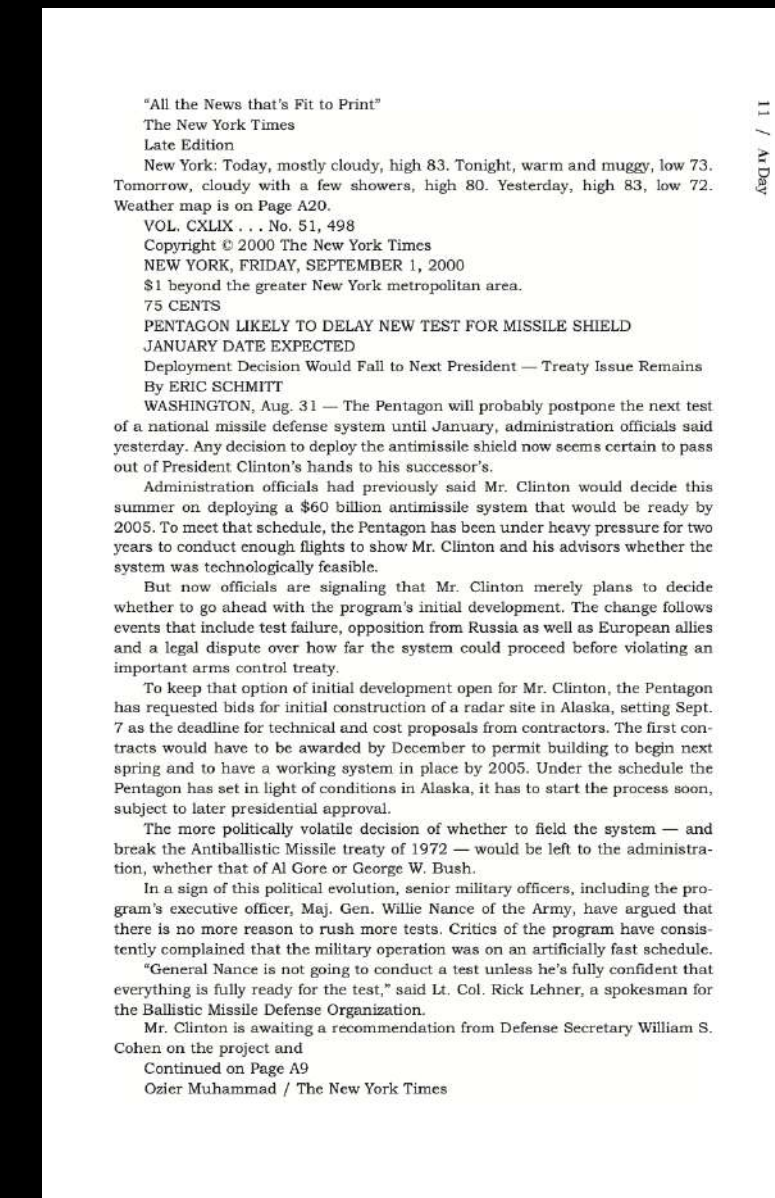 "All the News that's Fit to Print"
The New York Times
Late Edition
New York: Today, mostly cloudy, high 83. Tonight, warm and muggy, low 73.
Tomorrow, cloudy with a few showers, high 80. Yesterday, high 83, low 72.
Weather map is on Page A20.
VOL. CXLIX . . . No. 51, 498
Copyright © 2000 The New York Times
NEW YORK, FRIDAY, SEPTEMBER 1, 2000
$1 beyond the greater New York metropolitan area.
75 CENTS
PENTAGON LIKELY TO DELAY NEW TEST FOR MISSILE SHIELD
JANUARY DATE EXPECTED
Deployment Decision Would Fall to Next President — Treaty Issue Remains
By ERIC SCHMITT
WASHINGTON, Aug. 31 — The Pentagon will probably postpone the next test
of a national missile defense system until January, administration officials said
yesterday. Any decision to deploy the antimissile shield now seems certain to pass
out of President Clinton's hands to his successor's.
Administration officials had previously said Mr. Clinton would decide this
summer on deploying a $60 billion antimissile system that would be ready by
2005. To meet that schedule, the Pentagon has been under heavy pressure for two
years to conduct enough flights to show Mr. Clinton and his advisors whether the
system was technologically feasible.
But now officials are signaling that Mr. Clinton merely plans to decide
whether to go ahead with the program's initial development. The change follows
events that include test failure, opposition from Russia as well as European allies
and a legal dispute over how far the system could proceed before violating an
important arms control treaty.
To keep that option of initial development open for Mr. Clinton, the Pentagon
has requested bids for initial construction of a radar site in Alaska, setting Sept.
7 as the deadline for technical and cost proposals from contractors. The first con-
tracts would have to be awarded by December to permit building to begin next
spring and to have a working system in place by 2005. Under the schedule the
Pentagon has set in light of conditions in Alaska, it has to start the process soon,
subject to later presidential approval.
The more politically volatile decision of whether to field the system — and
break the Antiballistic Missile treaty of 1972 — would be left to the administra-
tion, whether that of Al Gore or George W. Bush.
In a sign of this political evolution, senior military officers, including the pro-
gram's executive officer, Maj. Gen. Willie Nance of the Army, have argued that
there is no more reason to rush more tests. Critics of the program have consis-
tently complained that the military operation was on an artificially fast schedule.
"General Nance is not going to conduct a test unless he's fully confident that
everything is fully ready for the test," said Lt. Col. Rick Lehner, a spokesman for
the Ballistic Missile Defense Organization.
Mr. Clinton is awaiting a recommendation from Defense Secretary William S.
Cohen on the project and
Continued on Page A9
Ozier Muhammad / The New York Times
11 / Ar Day